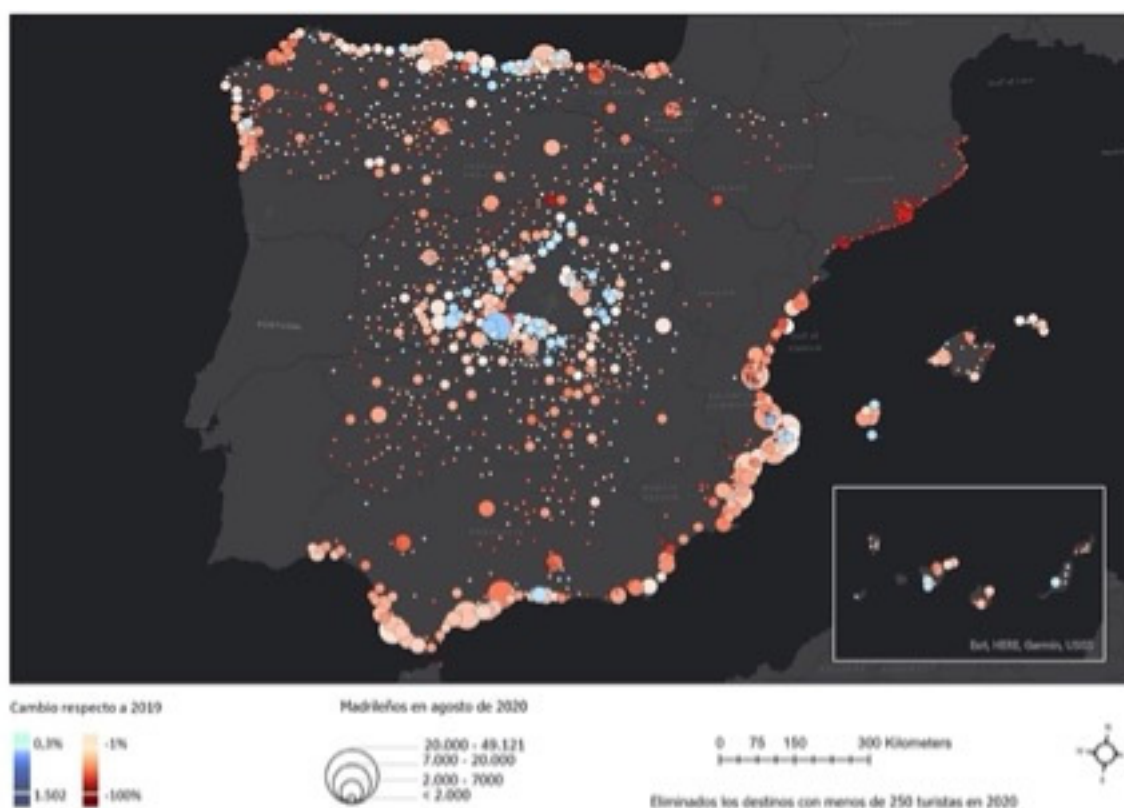 PORTUGAL
Esri, HERE, Garmin, USGS
Cambio respecto a 2019
0,3%
1.502
-1%
-100%
Madrileños en agosto de 2020
20.000 - 49.121
7.000 - 20.000
2.000 - 7000
< 2.000
0 75 150 300 Kilometers
Eliminados los destinos con menos de 250 turistas en 2020